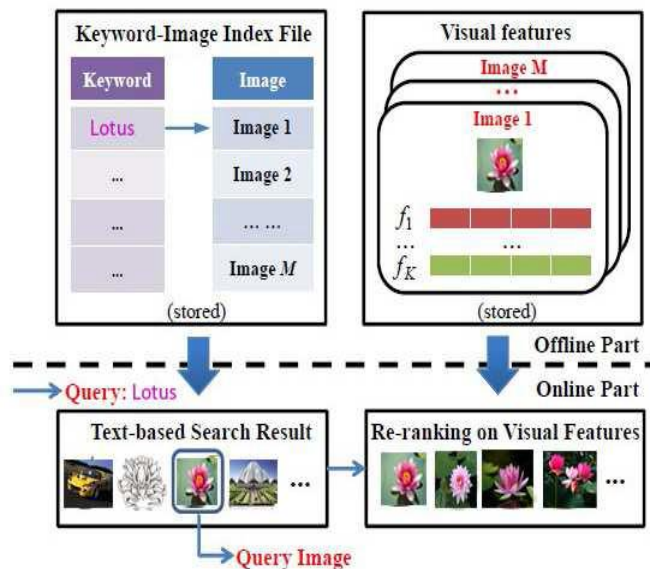 Keyword-Image Index File
Keyword
Image
Lotus
Image 1
...
Image 2
...
... ...
...
Image M
(stored)
Visual features
Image M
...
Image 1
f1
...
...
fK
(stored)
Offline Part
Online Part
Query: Lotus
Text-based Search Result
...
Query Image
Re-ranking on Visual Features
...